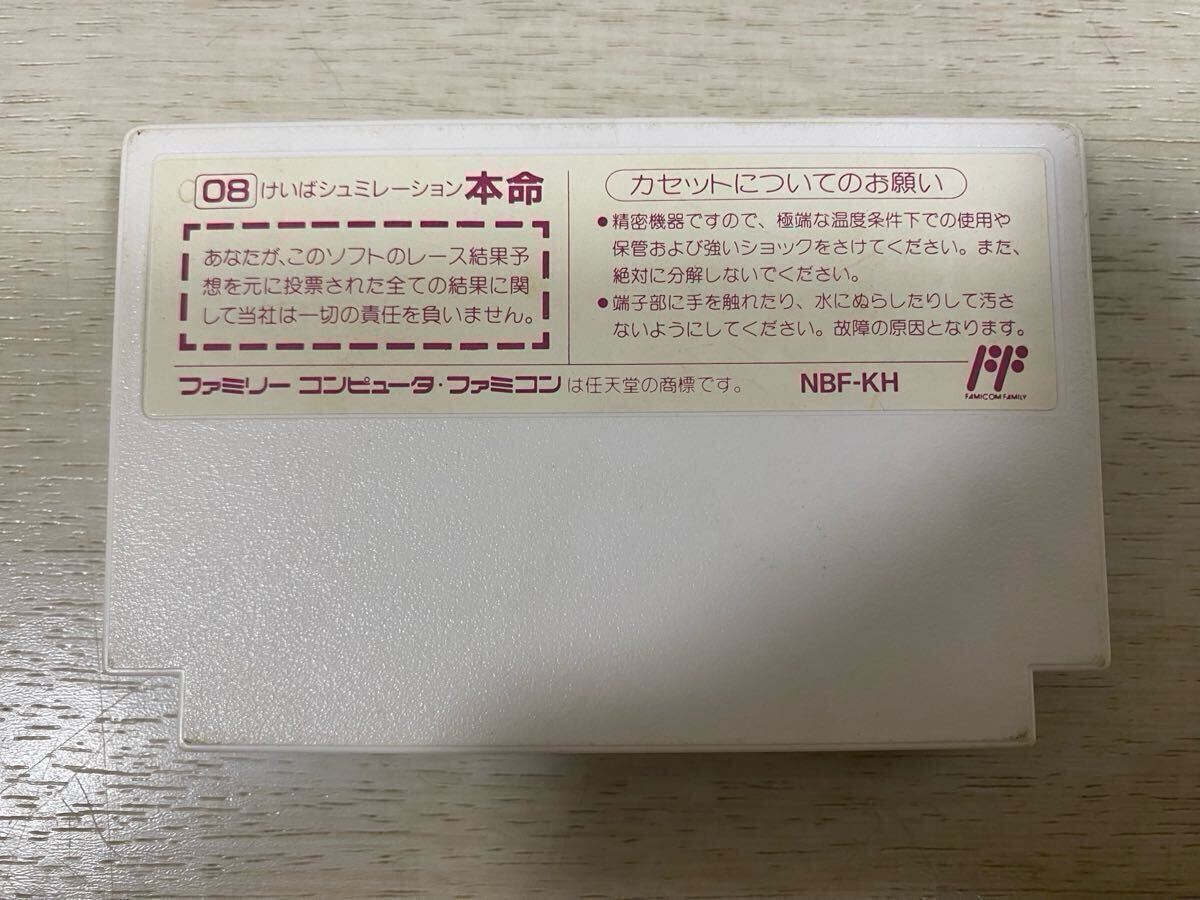 08 けいばシュミレーション 本命
あなたが、このソフトのレース結果予
想を元に投票された全ての結果に関
して当社は一切の責任を負いません。
カセットについてのお願い
●精密機器ですので、極端な温度条件下での使用や
保管および強いショックをさけてください。また、
絶対に分解しないでください。
●端子部に手を触れたり、水にぬらしたりして汚さ
ないようにしてください。故障の原因となります。
ファミリー コンピュータ・ファミコンは任天堂の商標です。 NBF-KH
FAMICOM FAMILY